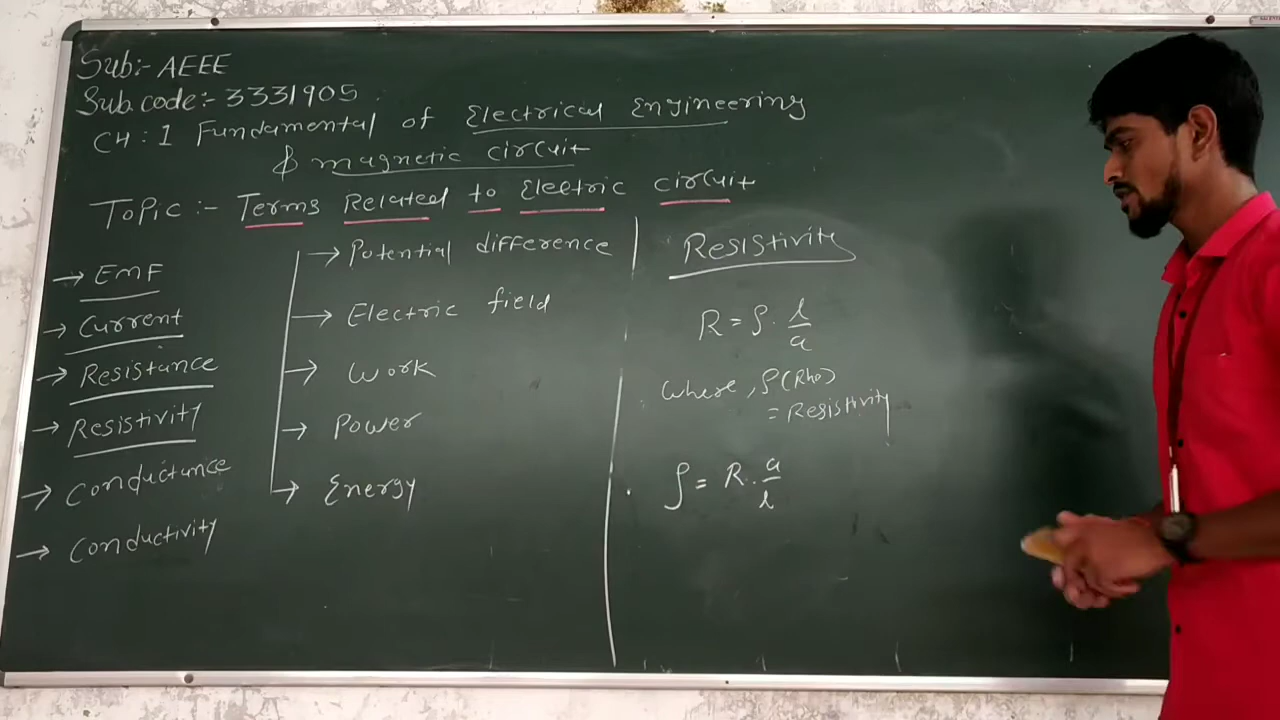 Sub:- AEEE
Sub code:- 3331905
CH:1 Fundamental of Electrical Engineering
& magnetic circuit
Topic:- Terms Related to Electric circuit
→ EMF
→ Current
→ Resistance
→ Resistivity
→ Conductance
→ Conductivity
→ Potential difference
→ Electric field
→ Work
→ Power
→ Energy
Resistivity
R = ρ · l/a
Where, ρ (Rho)
= Resistivity
ρ = R · a/l